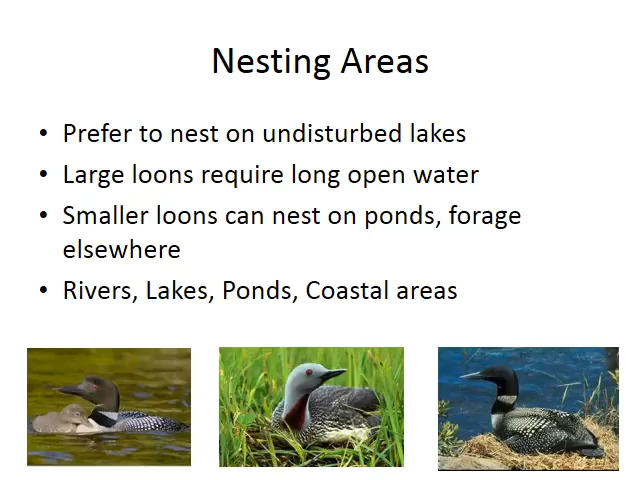 Nesting Areas
• Prefer to nest on undisturbed lakes
• Large loons require long open water
• Smaller loons can nest on ponds, forage
elsewhere
• Rivers, Lakes, Ponds, Coastal areas